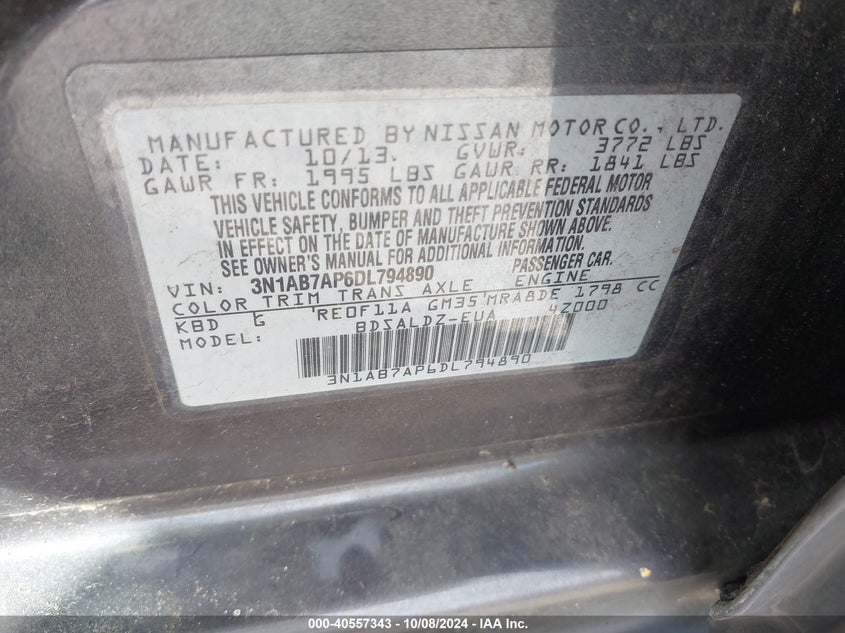 MANUFACTURED BY NISSAN MOTOR CO., LTD.
DATE: 10/13. GVWR: 3772 LBS
GAWR FR: 1995 LBS GAWR RR: 1841 LBS
THIS VEHICLE CONFORMS TO ALL APPLICABLE FEDERAL MOTOR
VEHICLE SAFETY, BUMPER AND THEFT PREVENTION STANDARDS
IN EFFECT ON THE DATE OF MANUFACTURE SHOWN ABOVE.
SEE OWNER'S MANUAL FOR ADDITIONAL INFORMATION.
VIN: 3N1AB7AP6DL794890 PASSENGER CAR.
COLOR TRIM TRANS AXLE ENGINE
KBD G RE0F11A GM35 MRA8DE 1798 CC
MODEL: BDSALDZ-EUA 4Z000
3N1AB7AP6DL794890
000-40557343 - 10/08/2024 - IAA Inc.